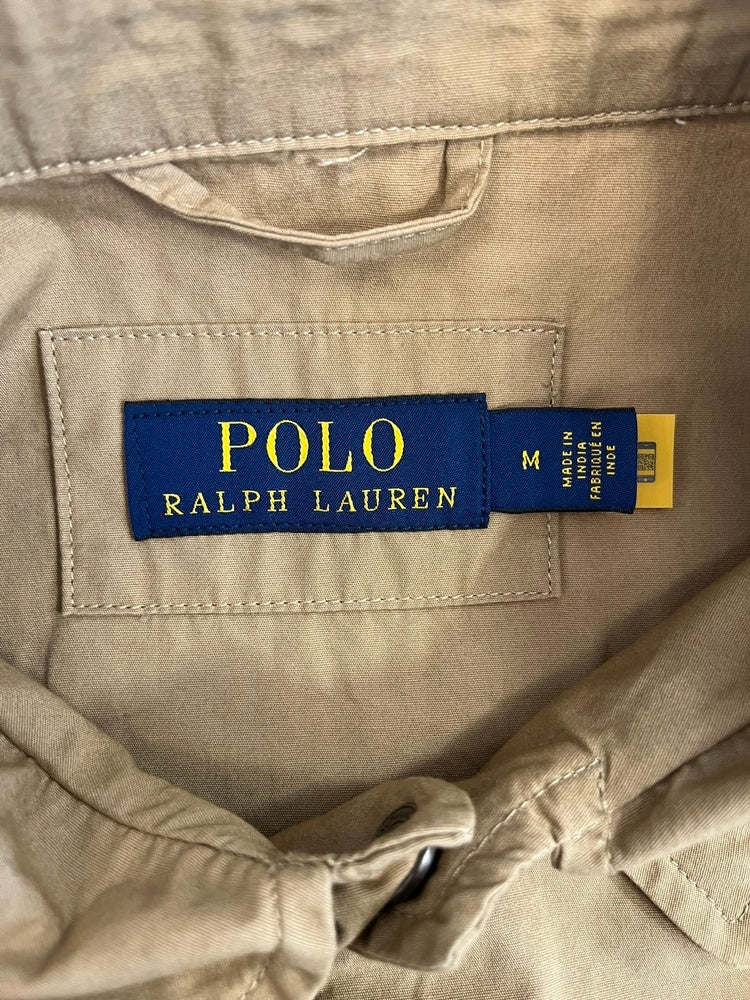 POLO
RALPH LAUREN
M
MADE IN
INDIA
FABRIQUÉ EN
INDE